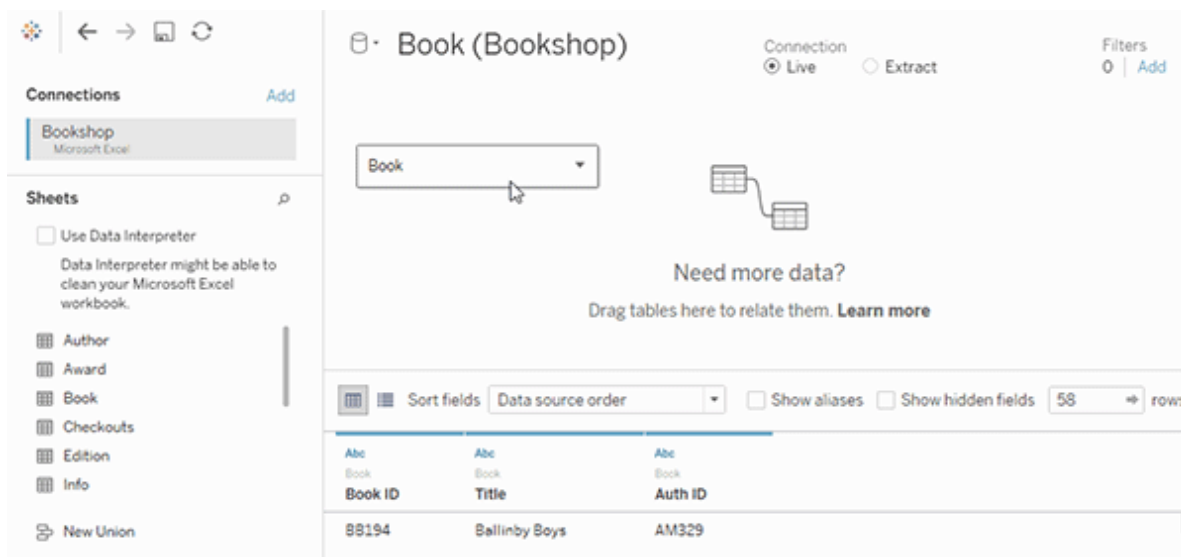 Book (Bookshop)
Connection
Live
Extract
Filters
0 | Add
Connections
Add
Bookshop
Microsoft Excel
Sheets
Use Data Interpreter
Data Interpreter might be able to
clean your Microsoft Excel
workbook.
Author
Award
Book
Checkouts
Edition
Info
New Union
Book
Need more data?
Drag tables here to relate them. Learn more
Sort fields
Data source order
Show aliases
Show hidden fields
58
rows
Abc
Book
Book ID
Abc
Book
Title
Abc
Book
Auth ID
BB194
Ballinby Boys
AM329